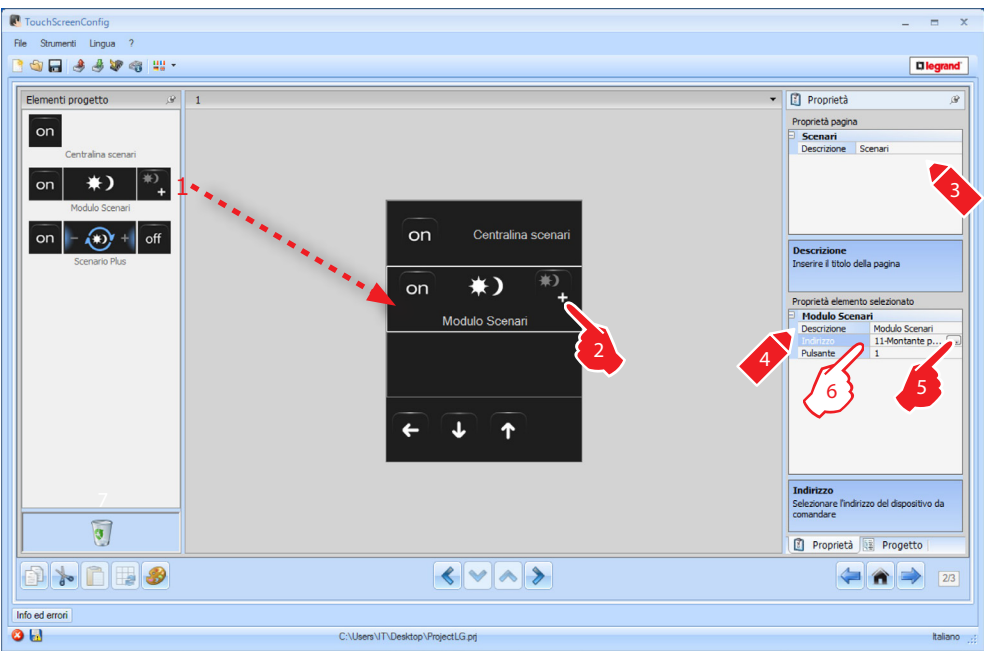 TouchScreenConfig
File Strumenti Lingua ?
legrand
Elementi progetto
1
Proprietà
on
Centralina scenari
on
+
Modulo Scenari
on - + off
Scenario Plus
1
7
on Centralina scenari
on
+
Modulo Scenari
2
Proprietà pagina
Scenari
Descrizione Scenari
3
Descrizione
Inserire il titolo della pagina
Proprietà elemento selezionato
Modulo Scenari
Descrizione Modulo Scenari
Indirizzo 11-Montante p... ...
Pulsante 1
4
6
5
Indirizzo
Selezionare l'indirizzo del dispositivo da
comandare
Proprietà Progetto
2/3
Info ed errori
C:\Users\IT\Desktop\ProjectLG.prj
Italiano